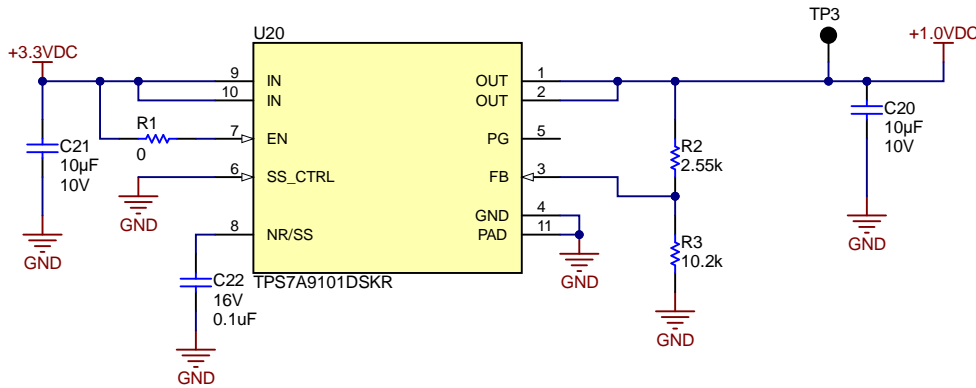 U20
TP3
+3.3VDC
+1.0VDC
9
IN
OUT
1
10
IN
OUT
2
R1
0
7
EN
PG
5
C21
10µF
10V
C20
10µF
10V
R2
2.55k
6
SS_CTRL
FB
3
GND
4
8
NR/SS
PAD
11
R3
10.2k
GND
GND
GND
GND
C22
16V
0.1uF
TPS7A9101DSKR
GND
GND